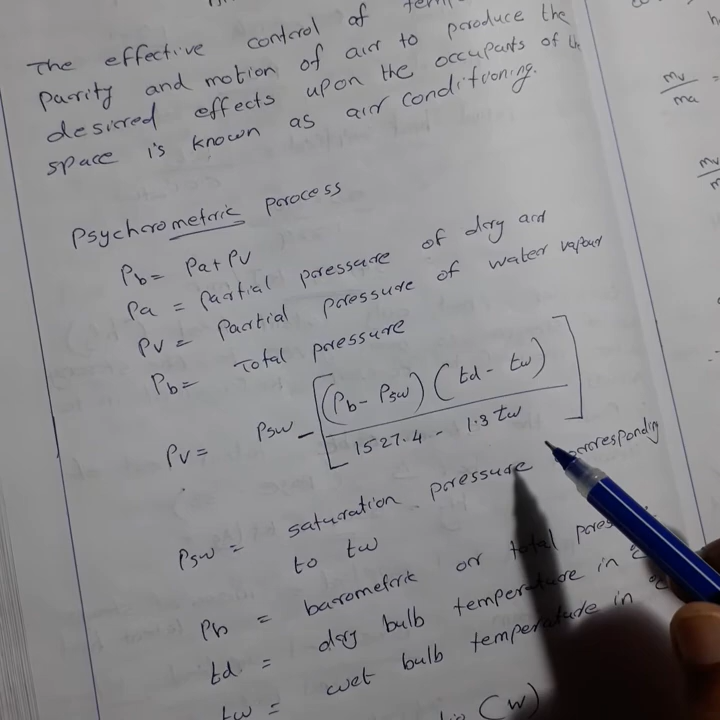 The effective control of
purity and motion of air to produce the
desired effects upon the occupants of
space is known as air conditioning.
Psychrometric process
Pb = Pa + Pv
Pa = Partial pressure of dry air
Pv = Partial pressure of water vapour
Pb = Total pressure
Pv = Psw - [(Pb - Psw) (td - tw) / 1527.4 - 1.3 tw]
Psw = saturation pressure corresponding
to tw
Pb = barometric or total
td = dry bulb temperature in °C
tw = wet bulb temperature in °C
(W)
mv
ma
=
mv